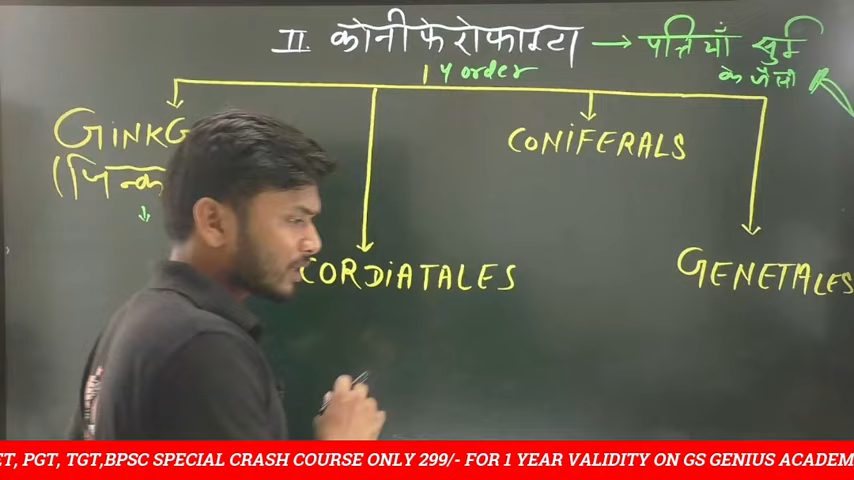 II. कोनीफेरोफाइटा → पत्तियाँ सुई
के जैसी
4 order
GiNKG
(जिन्क
CONiFERALS
CORDiATALES
GENETALES
ET, PGT, TGT,BPSC SPECIAL CRASH COURSE ONLY 299/- FOR 1 YEAR VALIDITY ON GS GENIUS ACADEM